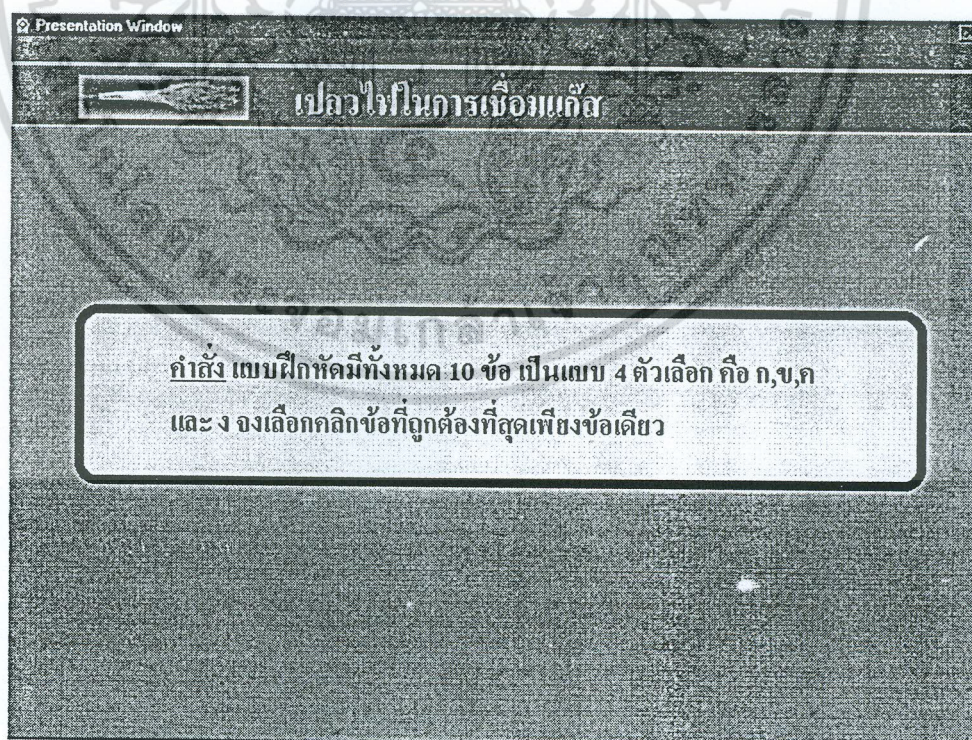 Presentation Window
เปลวไฟในการเชื่อมแก๊ส
คำสั่ง แบบฝึกหัดมีทั้งหมด 10 ข้อ เป็นแบบ 4 ตัวเลือก คือ ก,ข,ค
และ ง จงเลือกคลิกข้อที่ถูกต้องที่สุดเพียงข้อเดียว